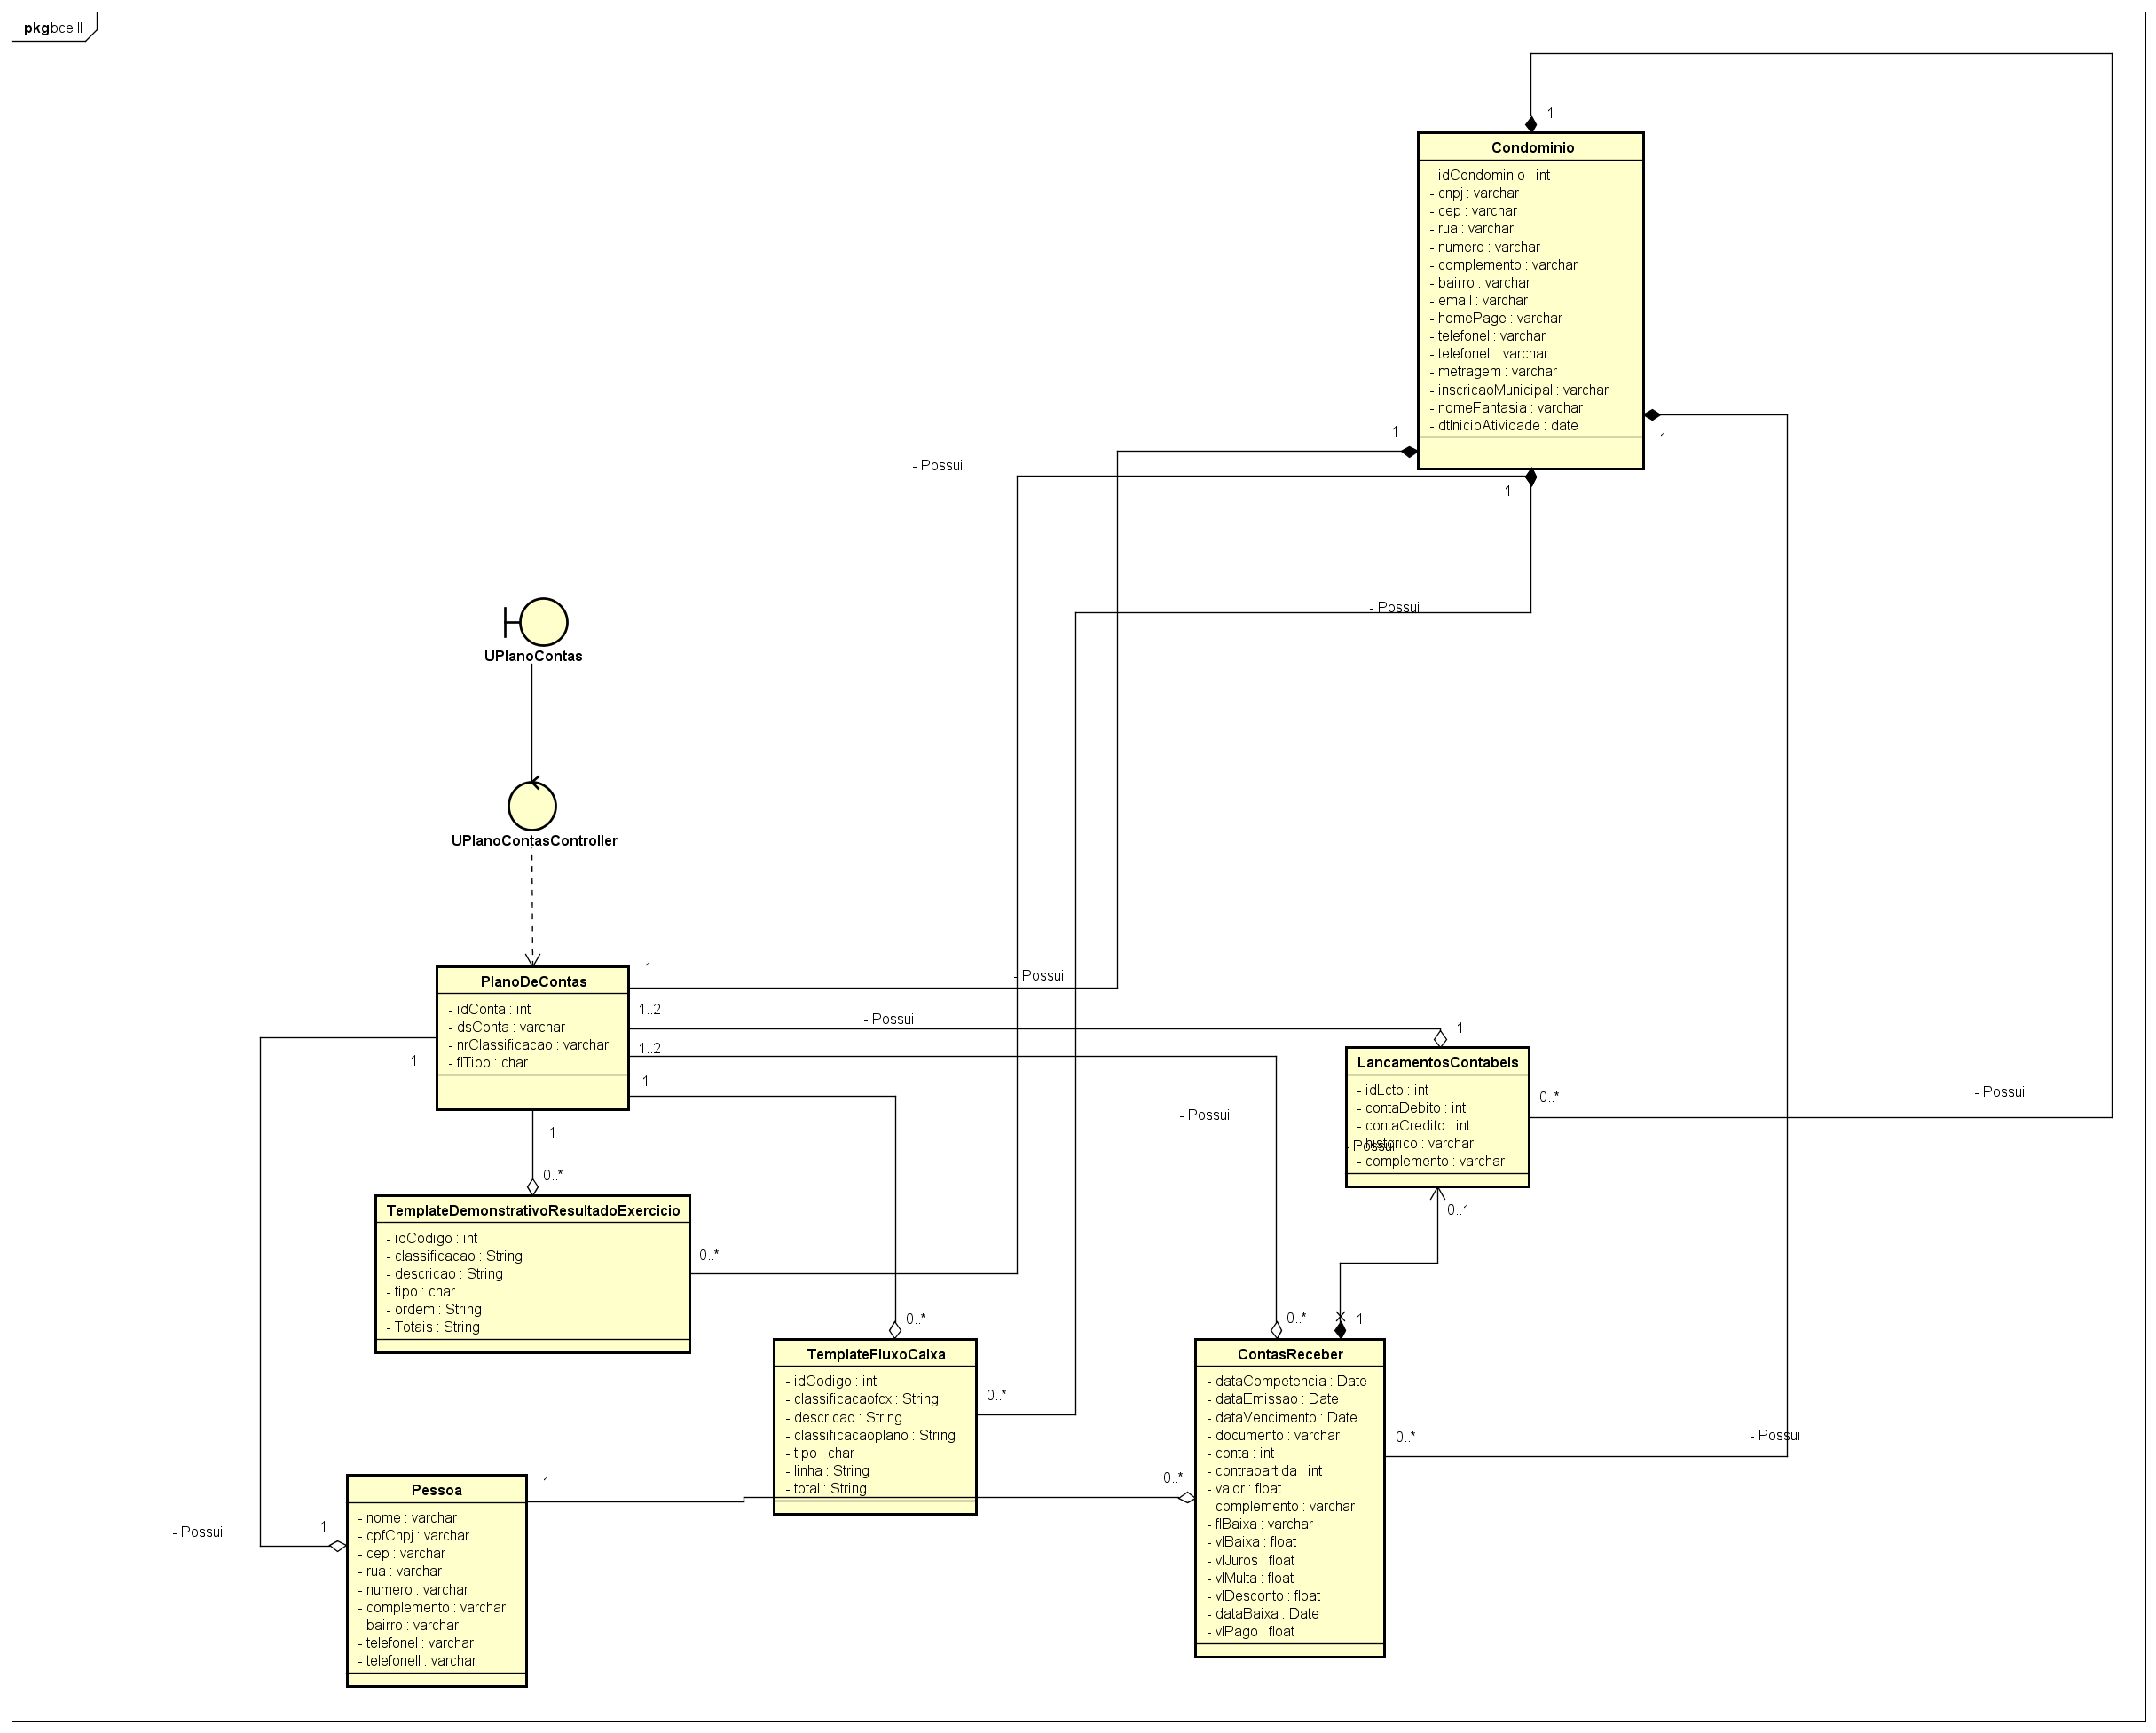 pkg bce II
1
Condominio
- idCondominio : int
- cnpj : varchar
- cep : varchar
- rua : varchar
- numero : varchar
- complemento : varchar
- bairro : varchar
- email : varchar
- homePage : varchar
- telefoneI : varchar
- telefoneII : varchar
- metragem : varchar
- inscricaoMunicipal : varchar
- nomeFantasia : varchar
- dtInicioAtividade : date
1
1
- Possui
1
- Possui
UPlanoContas
UPlanoContasController
PlanoDeContas
- idConta : int
- dsConta : varchar
- nrClassificacao : varchar
- flTipo : char
1
- Possui
1..2
- Possui
1
1..2
1
1
1
LancamentosContabeis
- idLcto : int
- contaDebito : int
- contaCredito : int
- historico : varchar
- Possui
- complemento : varchar
0..*
- Possui
- Possui
0..1
0..*
TemplateDemonstrativoResultadoExercicio
- idCodigo : int
- classificacao : String
- descricao : String
- tipo : char
- ordem : String
- Totais : String
0..*
0..*
TemplateFluxoCaixa
- idCodigo : int
- classificacaofcx : String
- descricao : String
- classificacaoplano : String
- tipo : char
- linha : String
- total : String
0..*
0..*
1
ContasReceber
- dataCompetencia : Date
- dataEmissao : Date
- dataVencimento : Date
- documento : varchar
- conta : int
- contrapartida : int
- valor : float
- complemento : varchar
- flBaixa : varchar
- vlBaixa : float
- vlJuros : float
- vlMulta : float
- vlDesconto : float
- dataBaixa : Date
- vlPago : float
0..*
- Possui
0..*
1
Pessoa
- nome : varchar
- cpfCnpj : varchar
- cep : varchar
- rua : varchar
- numero : varchar
- complemento : varchar
- bairro : varchar
- telefoneI : varchar
- telefoneII : varchar
1
- Possui